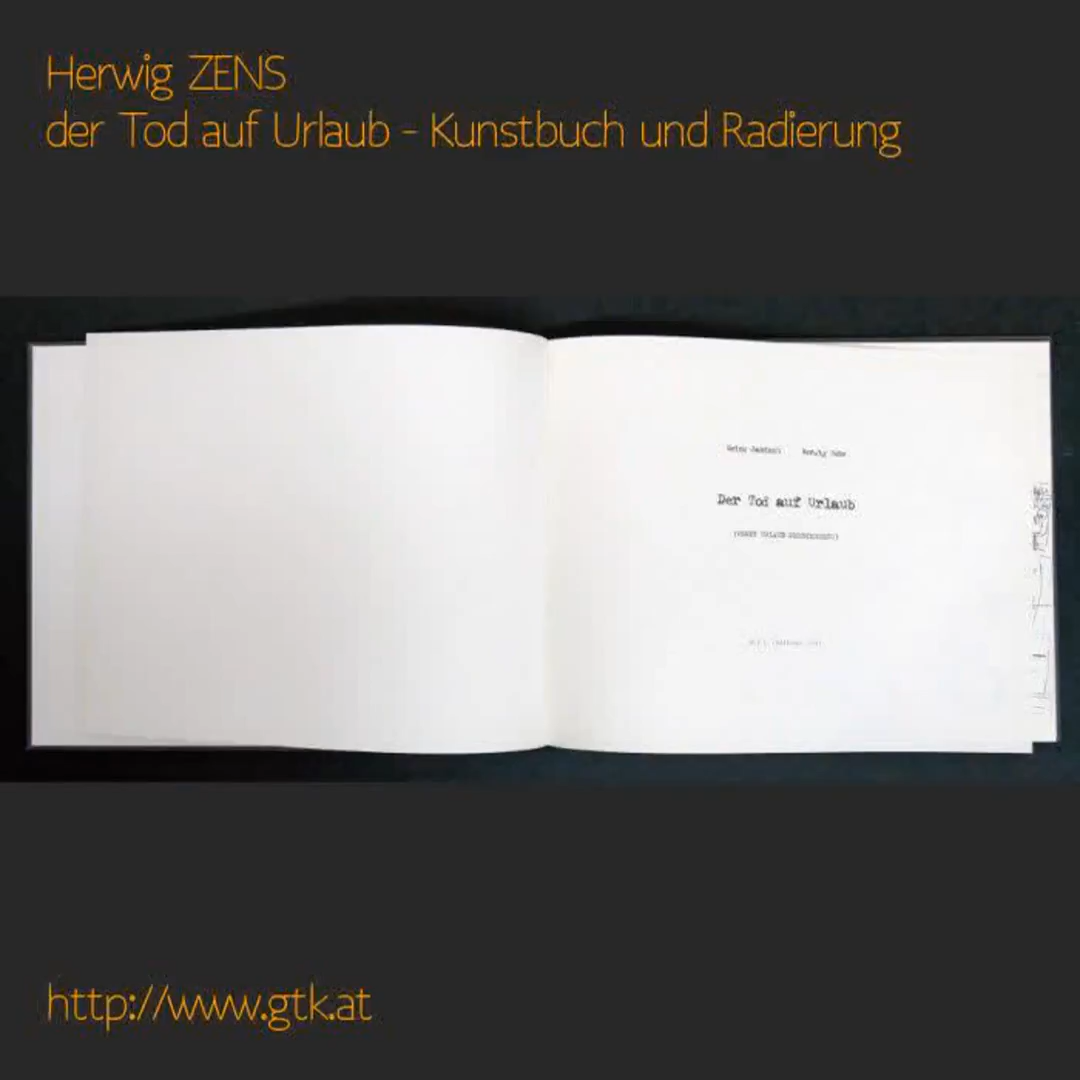 Herwig ZENS
der Tod auf Urlaub - Kunstbuch und Radierung
Der Tod auf Urlaub
http://www.gtk.at